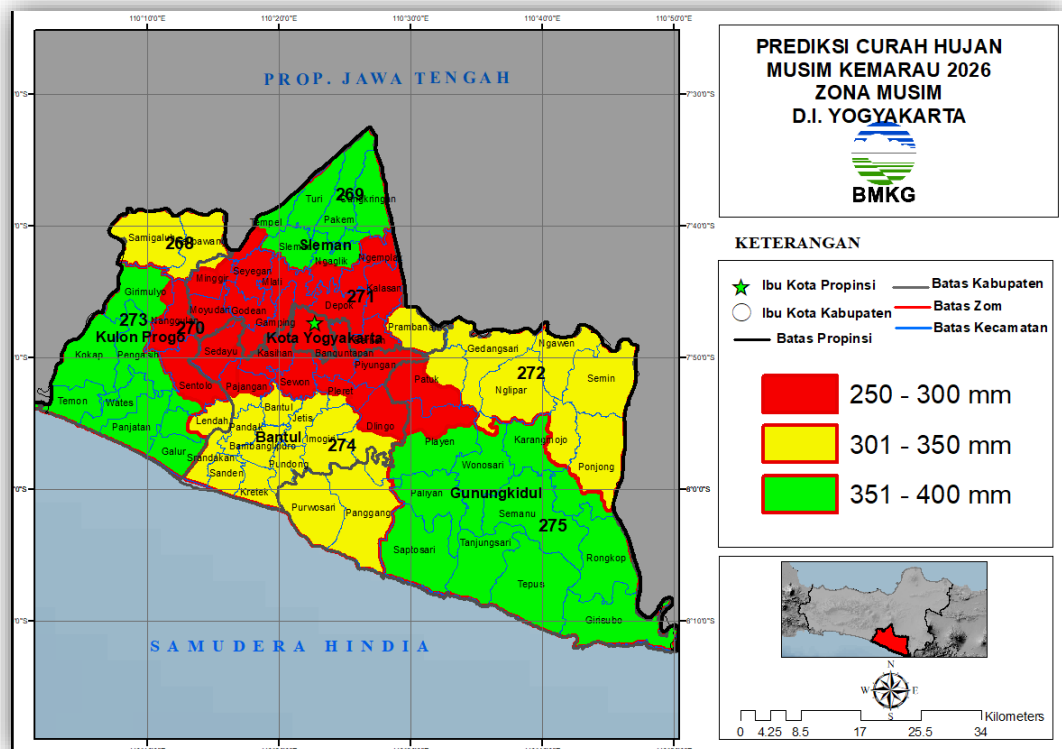 110°10'0"E 110°20'0"E 110°30'0"E 110°40'0"E 110°50'0"E
PROP. JAWA TENGAH
7°30'0"S
7°40'0"S
7°50'0"S
8°0'0"S
8°10'0"S
269
Turi
Cangkringan
Pakem
Tempel
Sleman
Sleman
Ngaglik
Ngemplak
Samigaluh
268
Seyegan
Minggir
Mlati
Kalasan
271
Depok
Girimulyo
Moyudan
Godean
Gamping
Prambanan
273
Nanggulan
270
Kulon Progo
Kota Yogyakarta
Kokap
Pengasih
Sedayu
Kasihan
Banguntapan
Piyungan
Gedangsari
Ngawen
272
Semin
Nglipar
Patuk
Sentolo
Pajangan
Sewon
Pleret
Temon
Wates
Panjatan
Lendah
Pandak
Bantul
Jetis
Dlingo
Bantul
Imogiri
274
Playen
Karangmojo
Galur
Srandakan
Bambanglipuro
Pundong
Sanden
Kretek
Wonosari
Ponjong
Paliyan
Gunungkidul
Purwosari
Panggang
Semanu
275
Saptosari
Tanjungsari
Rongkop
Tepus
Girisubo
SAMUDERA HINDIA
PREDIKSI CURAH HUJAN
MUSIM KEMARAU 2026
ZONA MUSIM
D.I. YOGYAKARTA
BMKG
KETERANGAN
Ibu Kota Propinsi
Ibu Kota Kabupaten
Batas Propinsi
Batas Kabupaten
Batas Zom
Batas Kecamatan
250 - 300 mm
301 - 350 mm
351 - 400 mm
N
W E
S
Kilometers
0 4.25 8.5 17 25.5 34